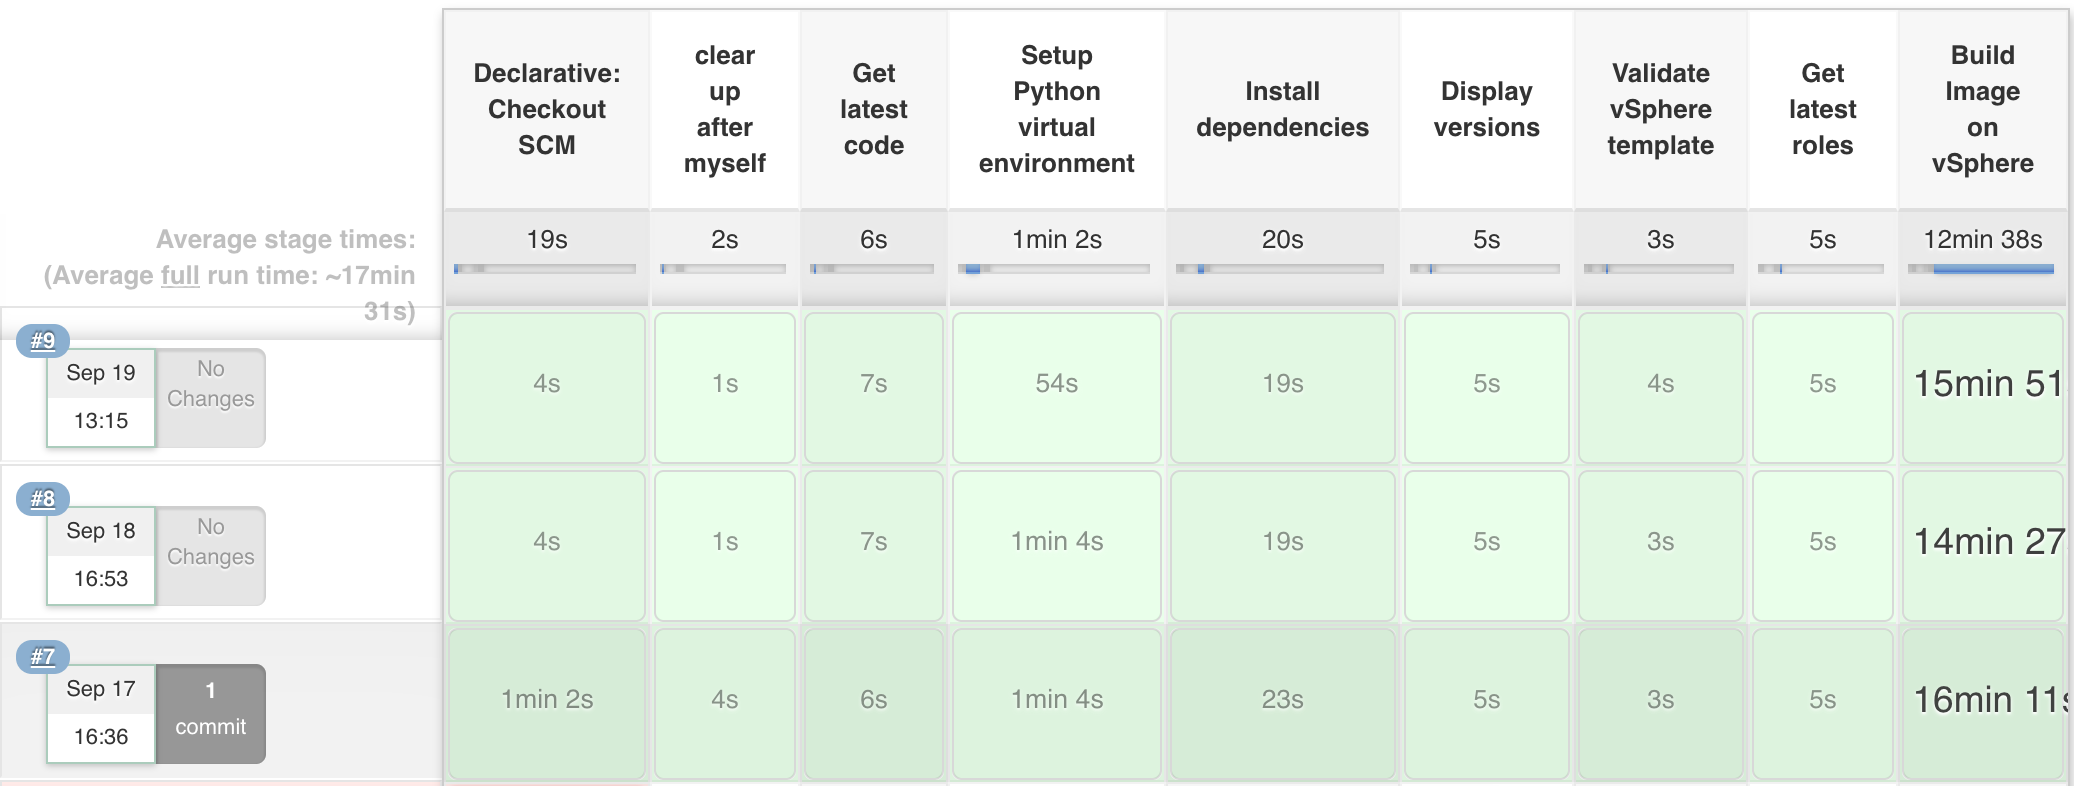 Declarative:
Checkout
SCM
clear
up
after
myself
Get
latest
code
Setup
Python
virtual
environment
Install
dependencies
Display
versions
Validate
vSphere
template
Get
latest
roles
Build
Image
on
vSphere
Average stage times:
(Average full run time: ~17min
31s)
19s
2s
6s
1min 2s
20s
5s
3s
5s
12min 38s
#9
Sep 19
13:15
No
Changes
4s
1s
7s
54s
19s
5s
4s
5s
15min 51
#8
Sep 18
16:53
No
Changes
4s
1s
7s
1min 4s
19s
5s
3s
5s
14min 27
#7
Sep 17
16:36
1
commit
1min 2s
4s
6s
1min 4s
23s
5s
3s
5s
16min 11s